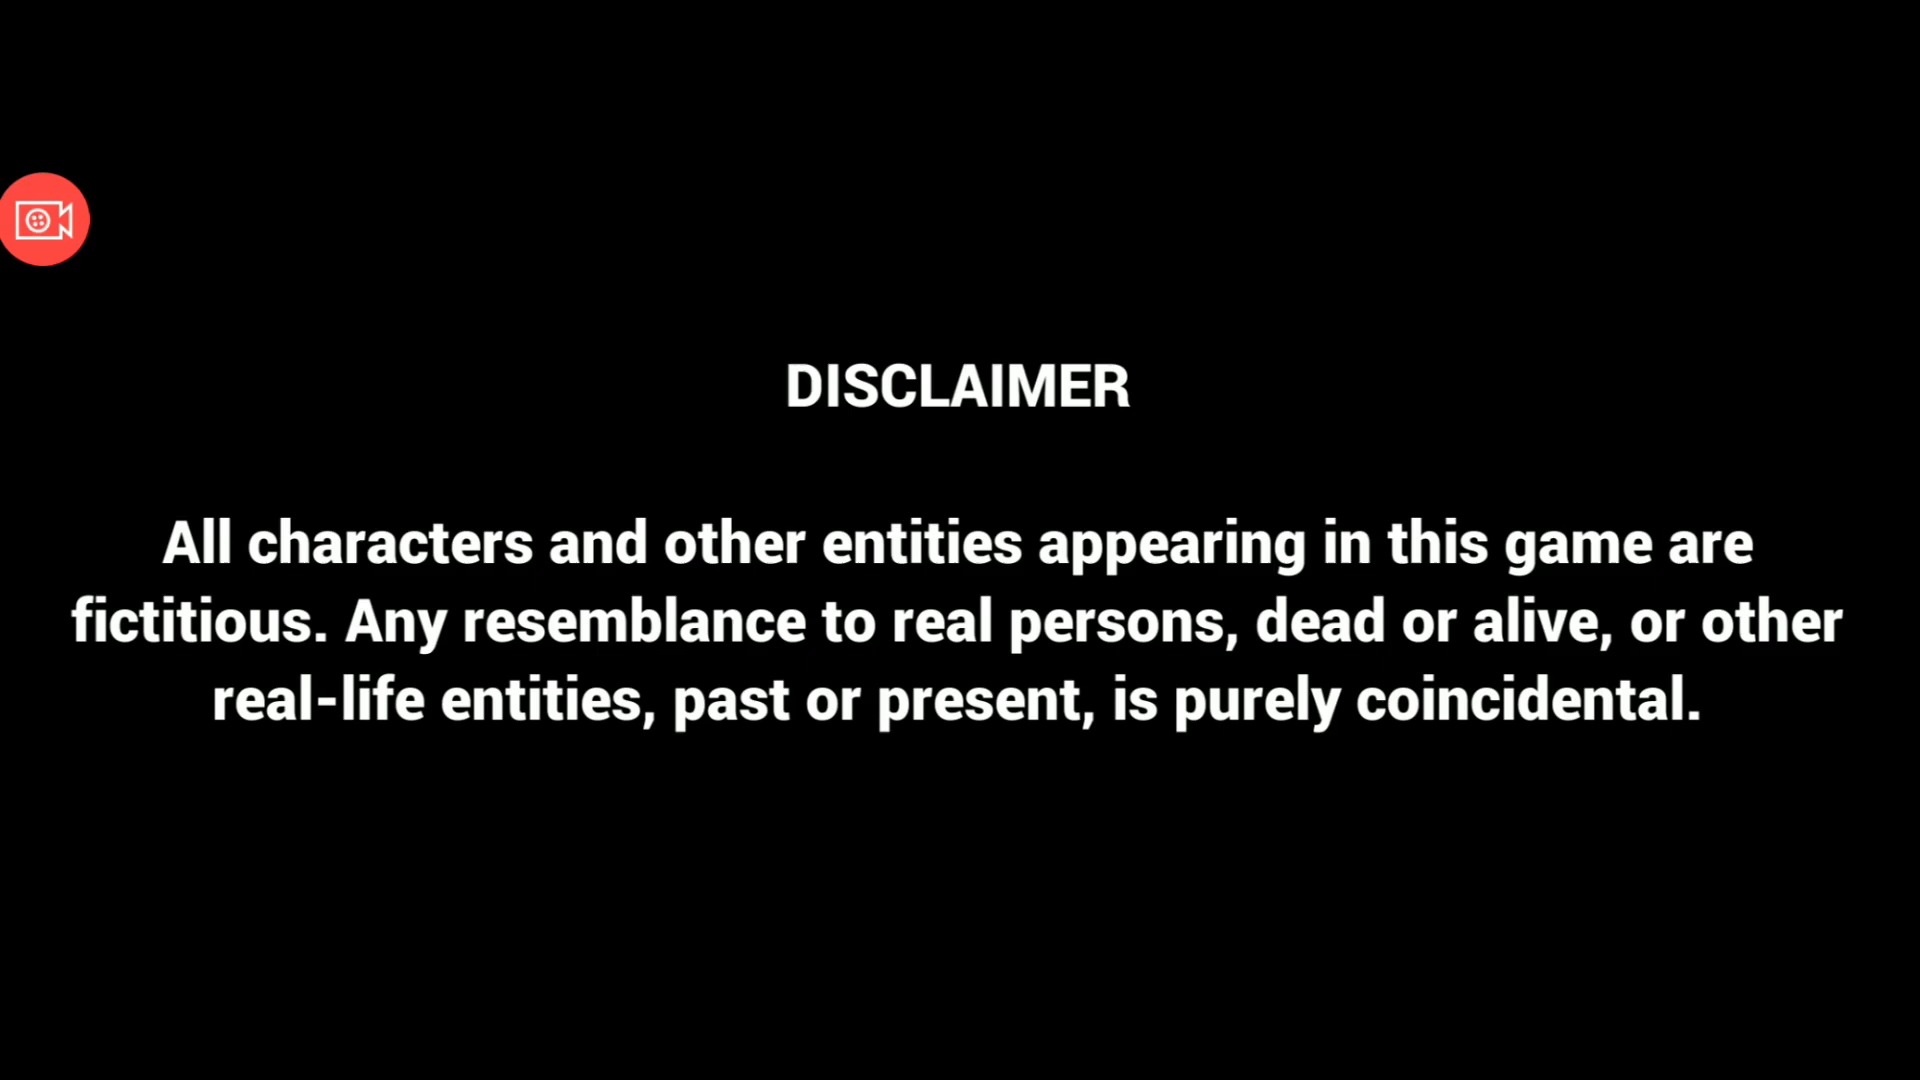 DISCLAIMER
All characters and other entities appearing in this game are
fictitious. Any resemblance to real persons, dead or alive, or other
real-life entities, past or present, is purely coincidental.